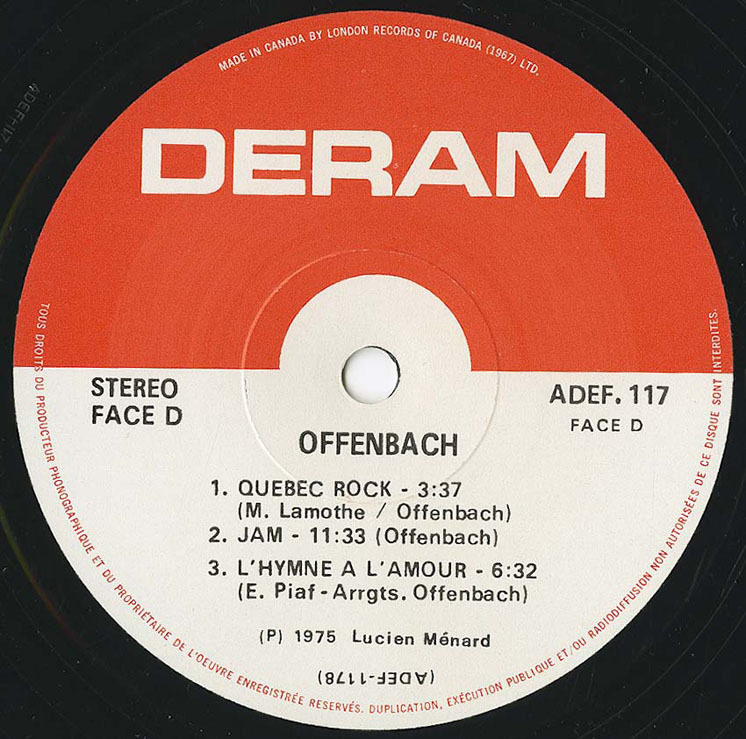 MADE IN CANADA BY LONDON RECORDS OF CANADA (1967) LTD.
DERAM
STEREO
FACE D
ADEF. 117
FACE D
OFFENBACH
1. QUEBEC ROCK - 3:37
(M. Lamothe / Offenbach)
2. JAM - 11:33 (Offenbach)
3. L'HYMNE A L'AMOUR - 6:32
(E. Piaf - Arrgts. Offenbach)
(P) 1975 Lucien Ménard
(ADEF-1178)
TOUS DROITS DU PRODUCTEUR PHONOGRAPHIQUE ET DU PROPRIÉTAIRE DE L'OEUVRE ENREGISTRÉE RESERVÉS. DUPLICATION, EXÉCUTION PUBLIQUE ET/OU RADIODIFFUSION NON AUTORISÉES DE CE DISQUE SONT INTERDITES.